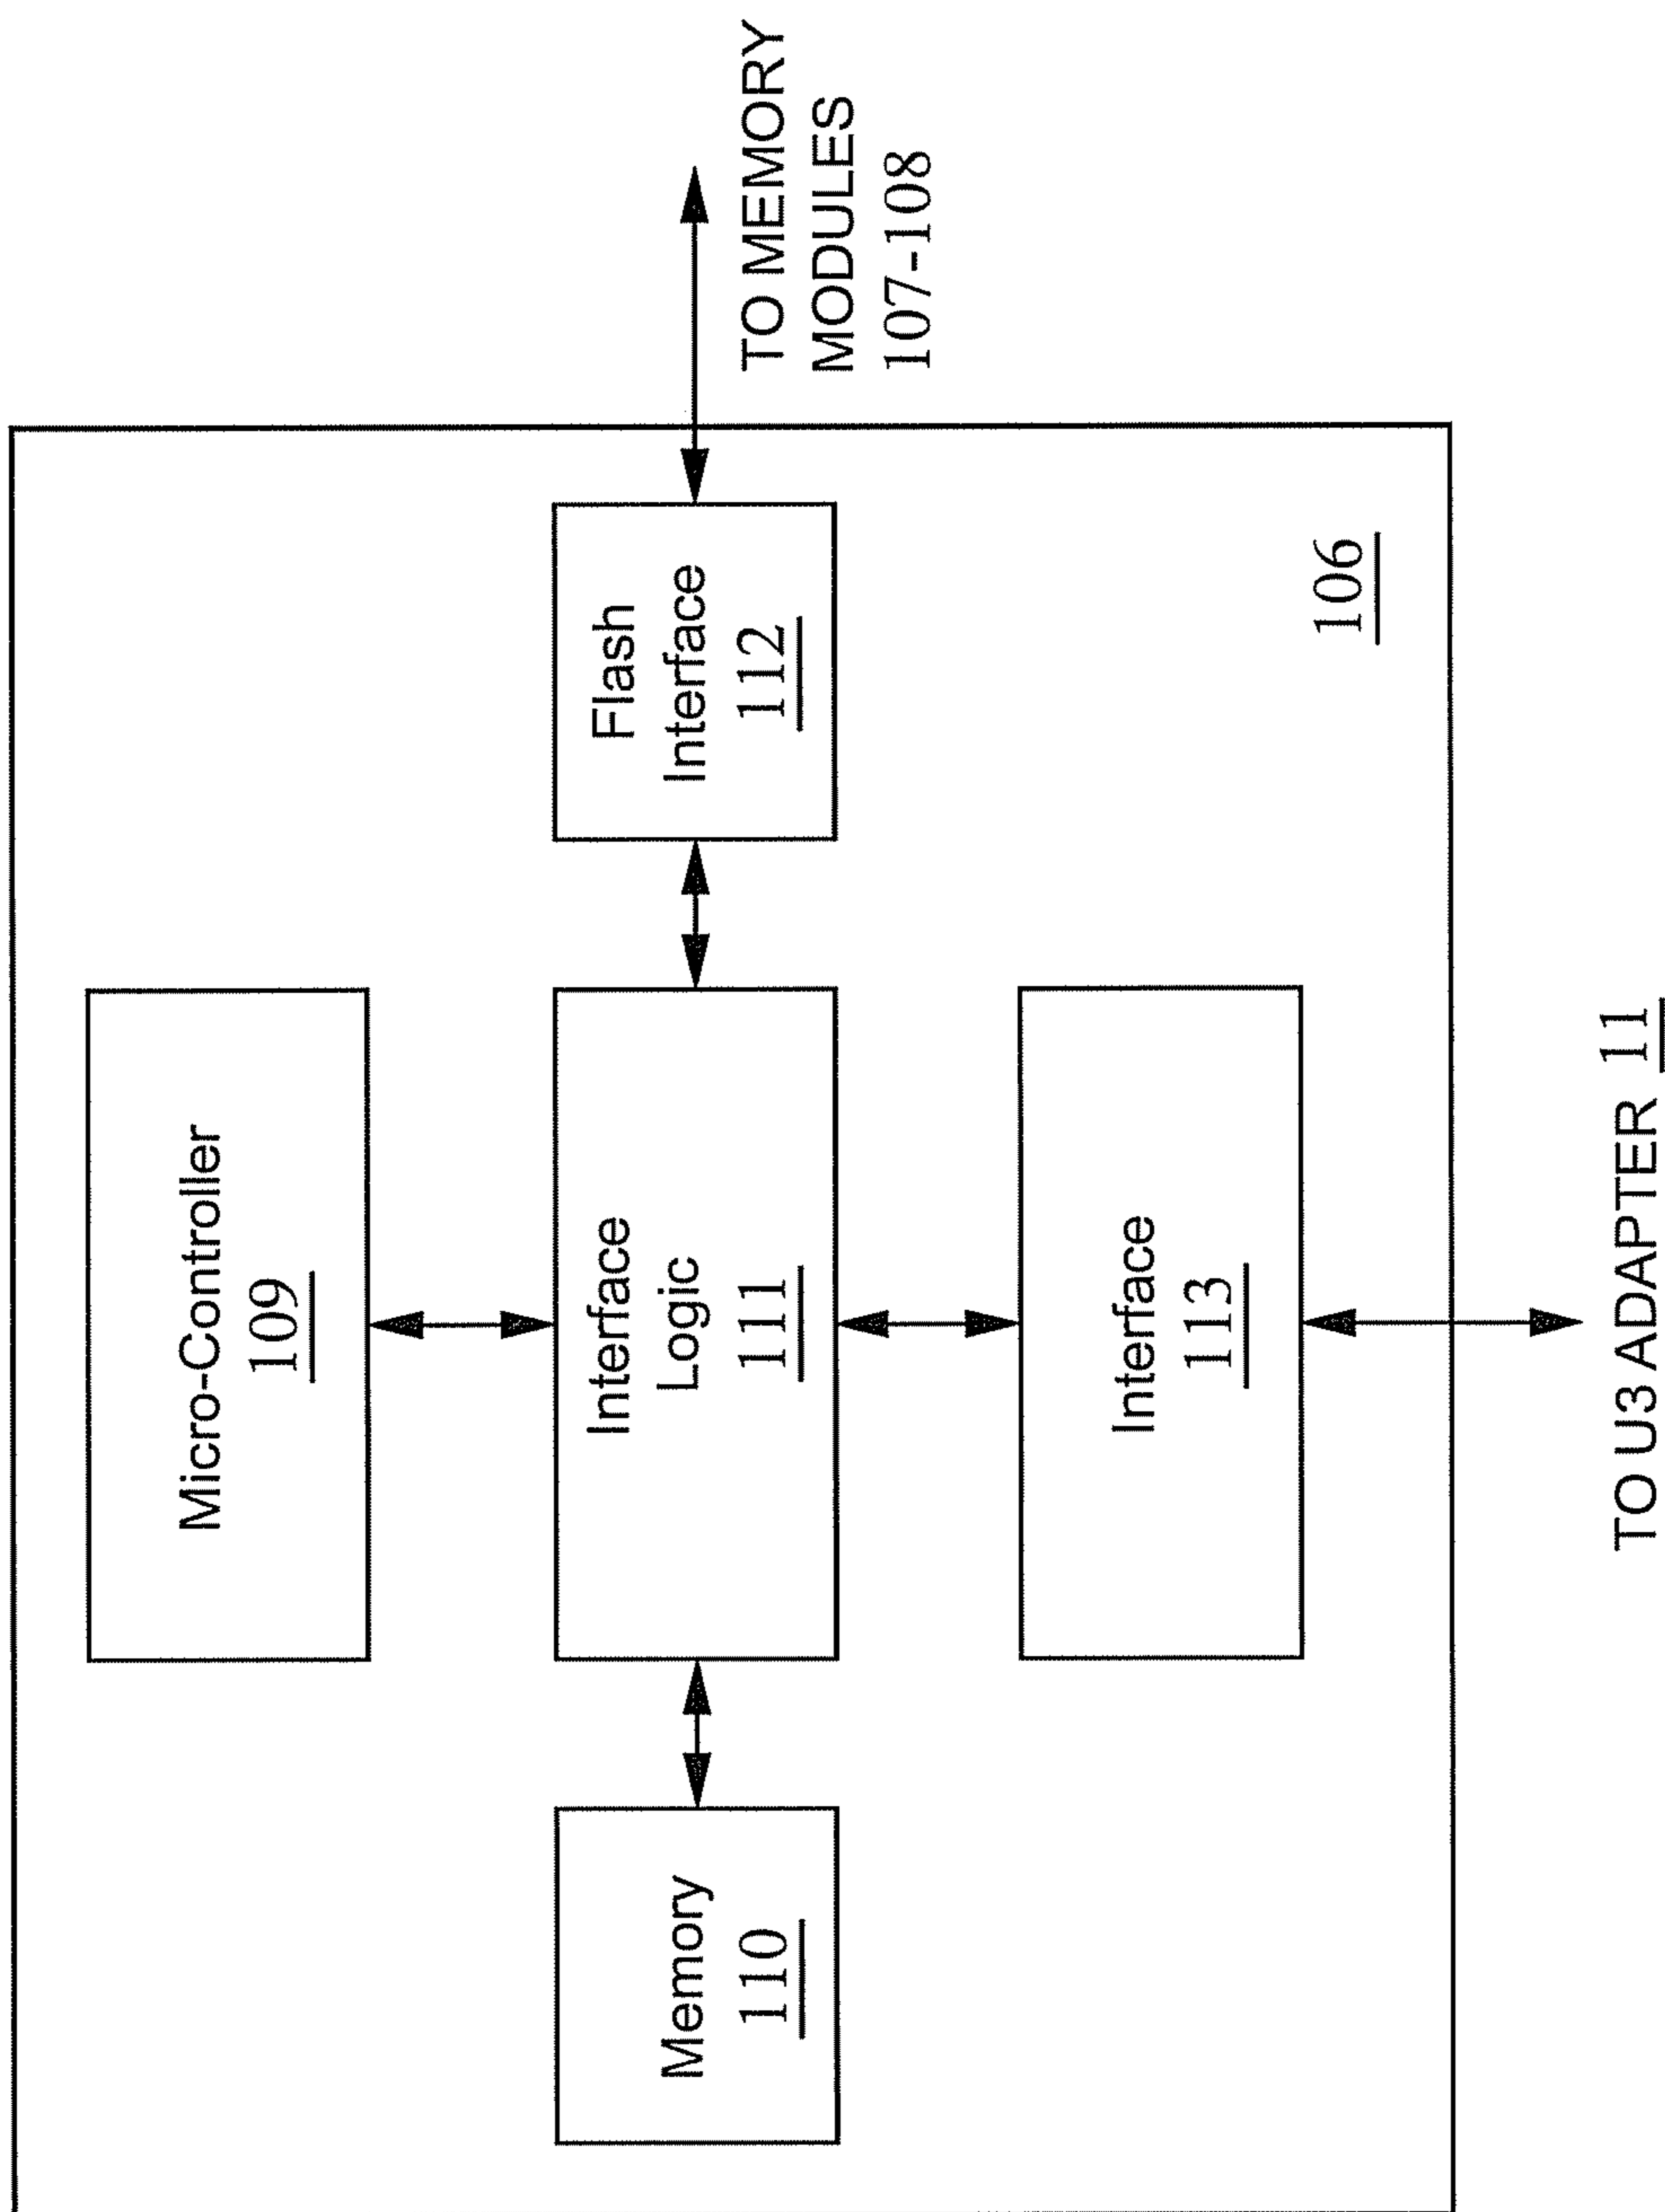 Micro-Controller
109
Memory
110
Interface
Logic
111
Flash
Interface
112
TO MEMORY
MODULES
107-108
Interface
113
106
TO U3 ADAPTER 11